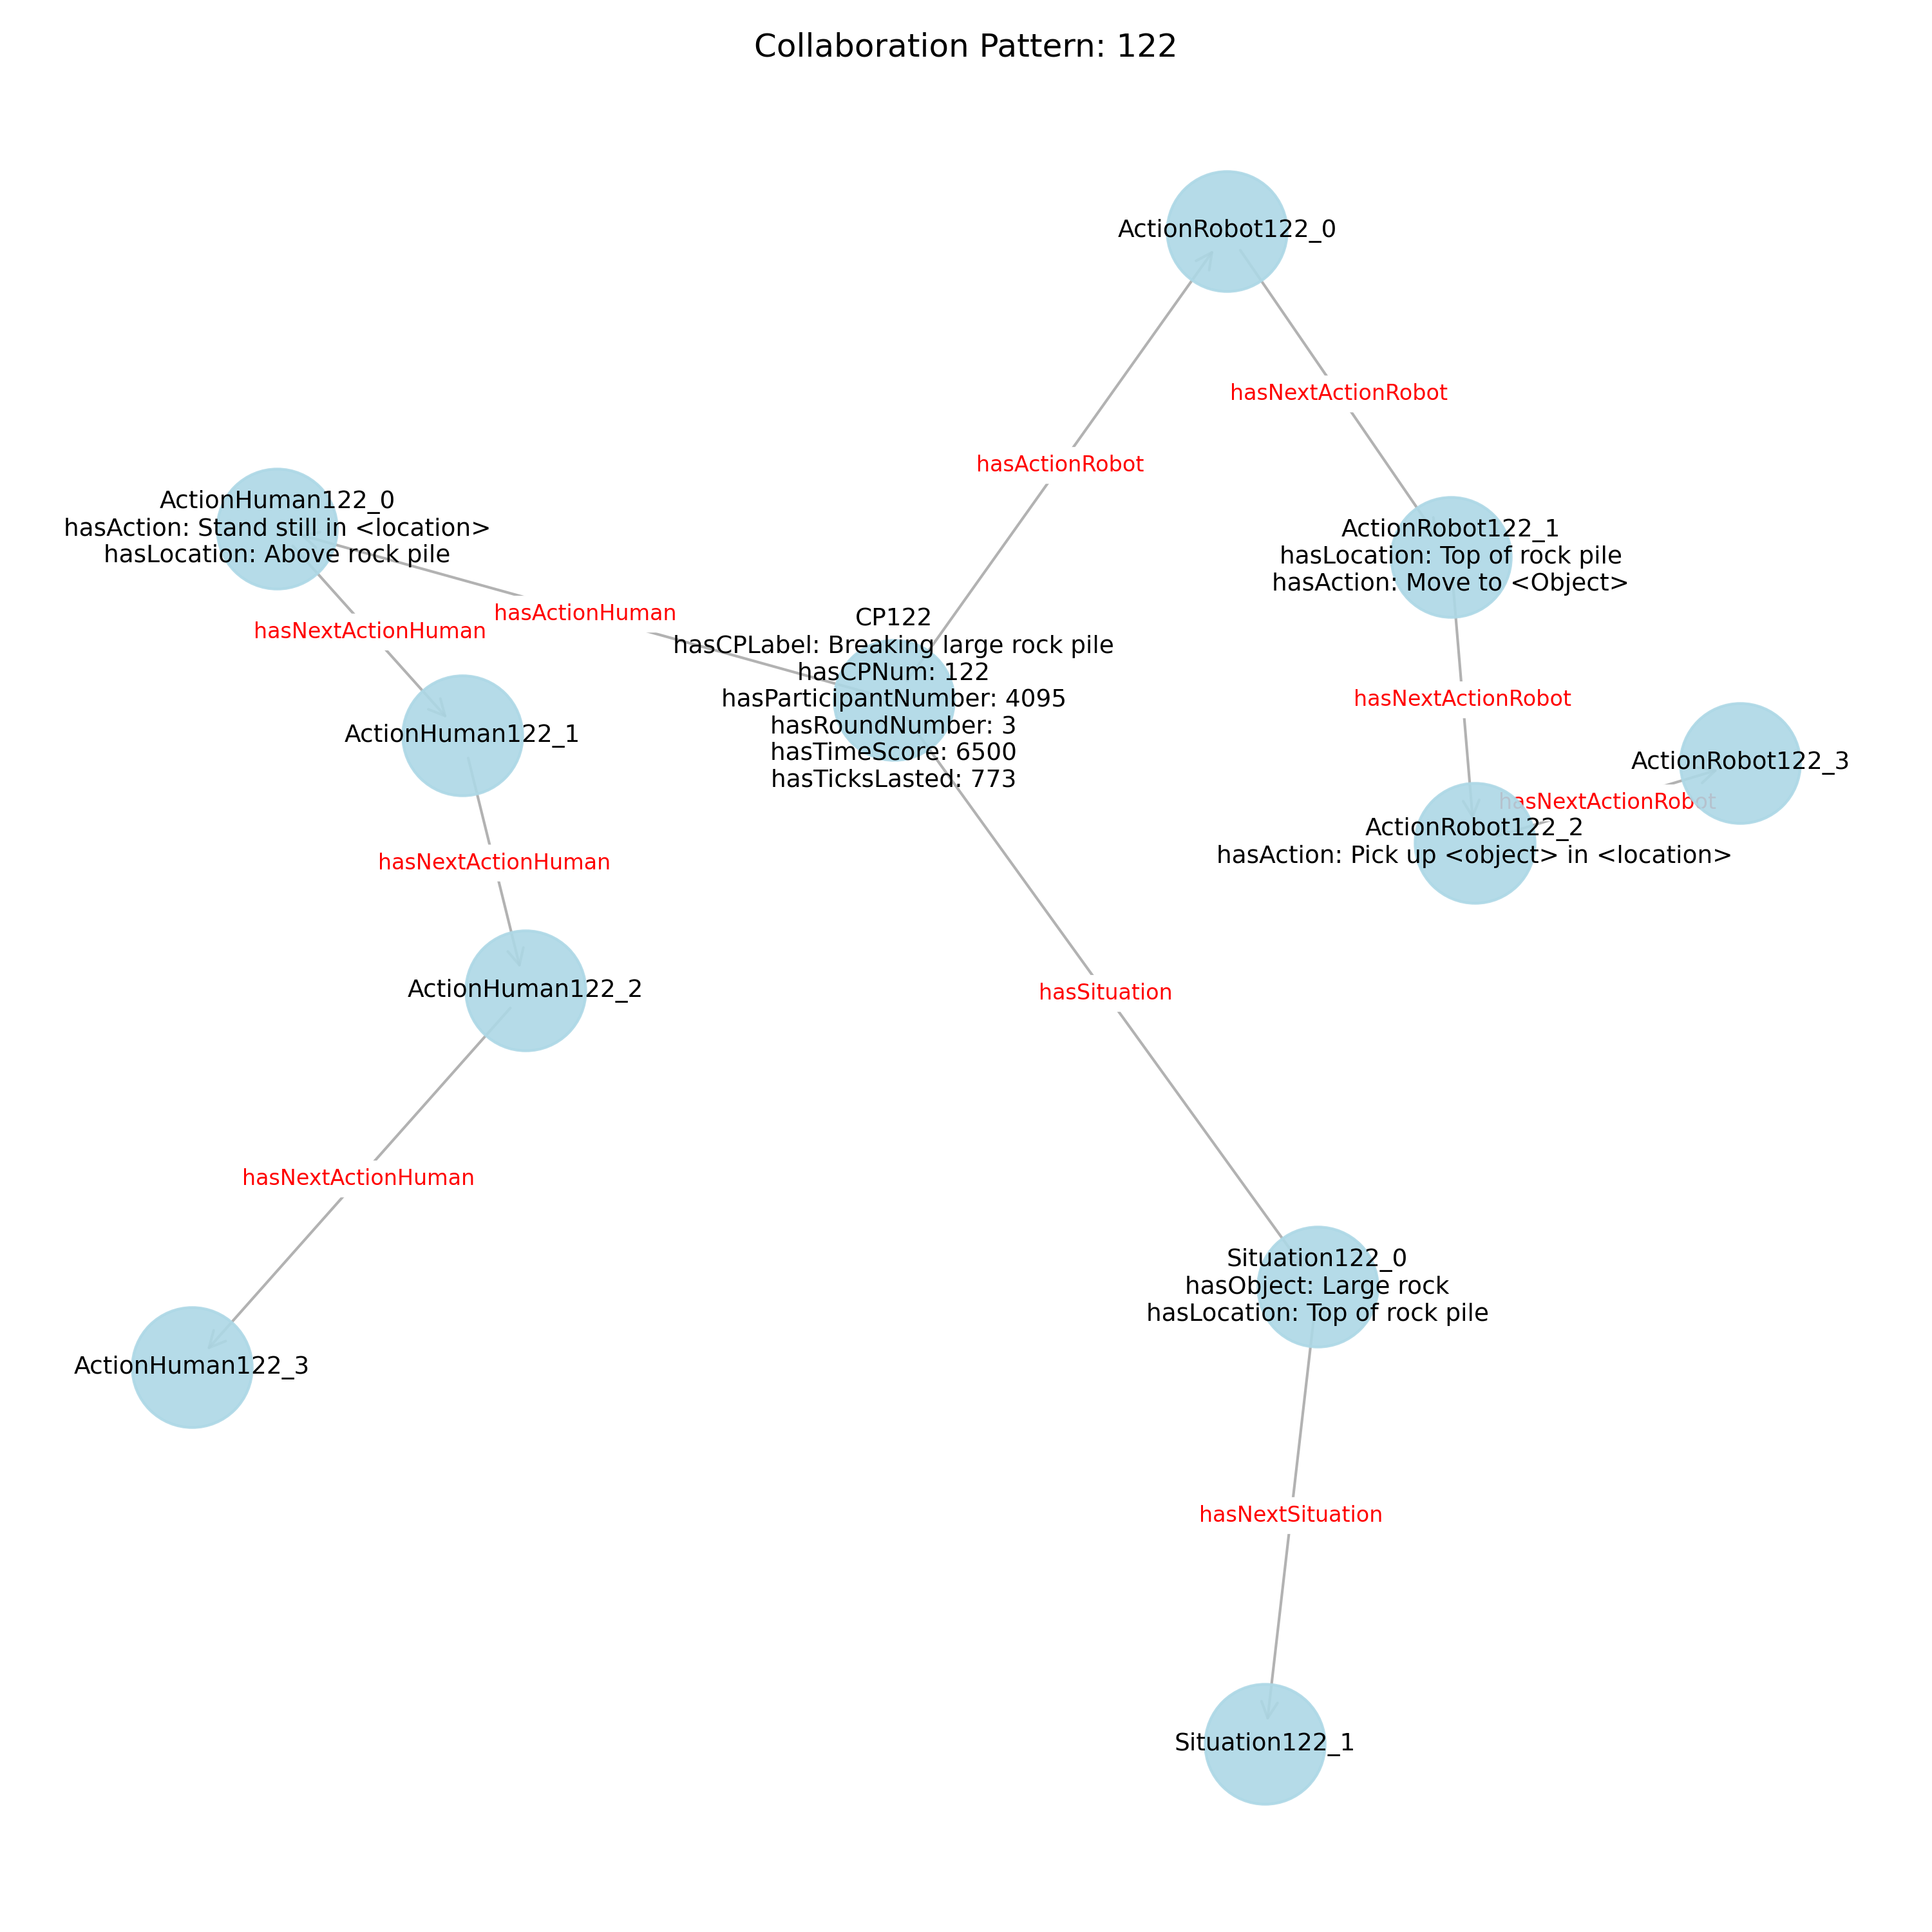 Collaboration Pattern: 122
ActionRobot122_0
hasNextActionRobot
hasActionRobot
ActionHuman122_0
hasAction: Stand still in <location>
hasLocation: Above rock pile
ActionRobot122_1
hasLocation: Top of rock pile
hasAction: Move to <Object>
hasActionHuman
hasNextActionHuman
CP122
hasCPLabel: Breaking large rock pile
hasCPNum: 122
hasParticipantNumber: 4095
hasRoundNumber: 3
hasTimeScore: 6500
hasTicksLasted: 773
hasNextActionRobot
ActionHuman122_1
ActionRobot122_3
hasNextActionRobot
ActionRobot122_2
hasAction: Pick up <object> in <location>
hasNextActionHuman
ActionHuman122_2
hasSituation
hasNextActionHuman
Situation122_0
hasObject: Large rock
hasLocation: Top of rock pile
ActionHuman122_3
hasNextSituation
Situation122_1